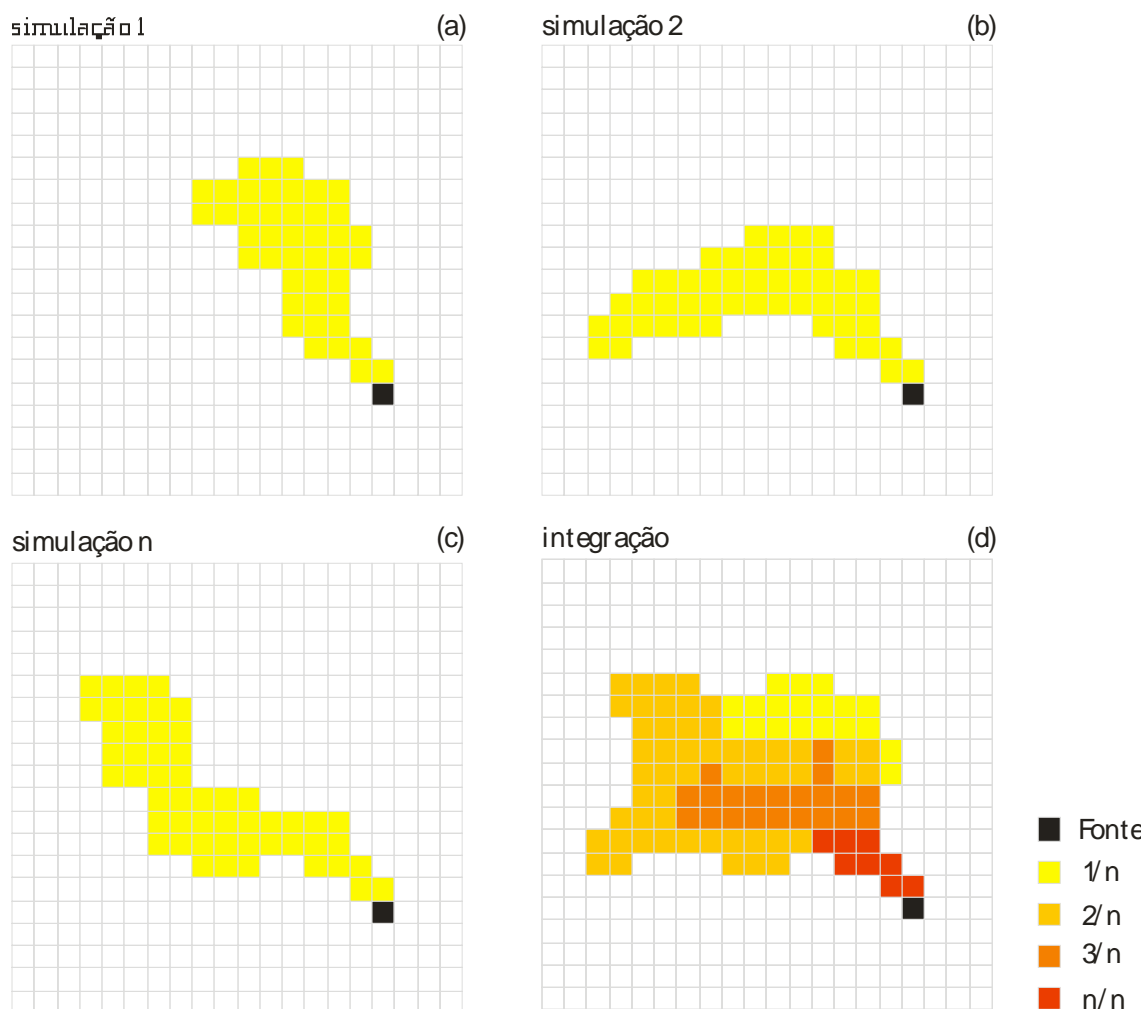 simulação 1
(a)
simulação 2
(b)
simulação n
(c)
integração
(d)
Fonte
1/n
2/n
3/n
n/n